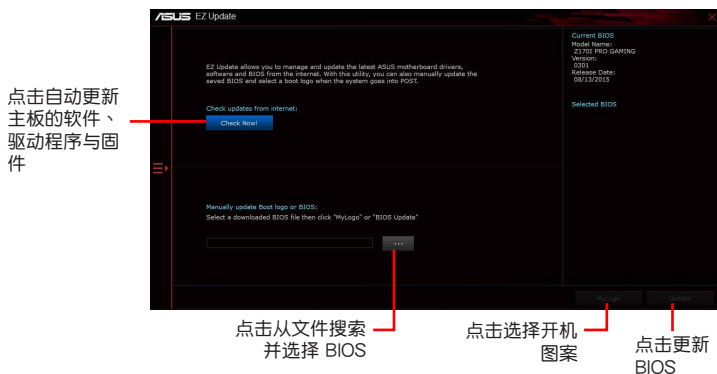 ASUS EZ Update
Current BIOS
Model Name:
Z170I PRO GAMING
Version:
0301
Release Date:
08/13/2015
Selected BIOS
EZ Update allows you to manage and update the latest ASUS motherboard drivers,
software and BIOS from the internet. With this utility, you can also manually update the
saved BIOS and select a boot logo when the system goes into POST.
Check updates from internet:
Check Now!
点击自动更新
主板的软件、
驱动程序与固
件
Manually update Boot logo or BIOS:
Select a downloaded BIOS file then click "MyLogo" or "BIOS Update"
...
MyLogo
Update
点击从文件搜索
并选择 BIOS
点击选择开机
图案
点击更新
BIOS